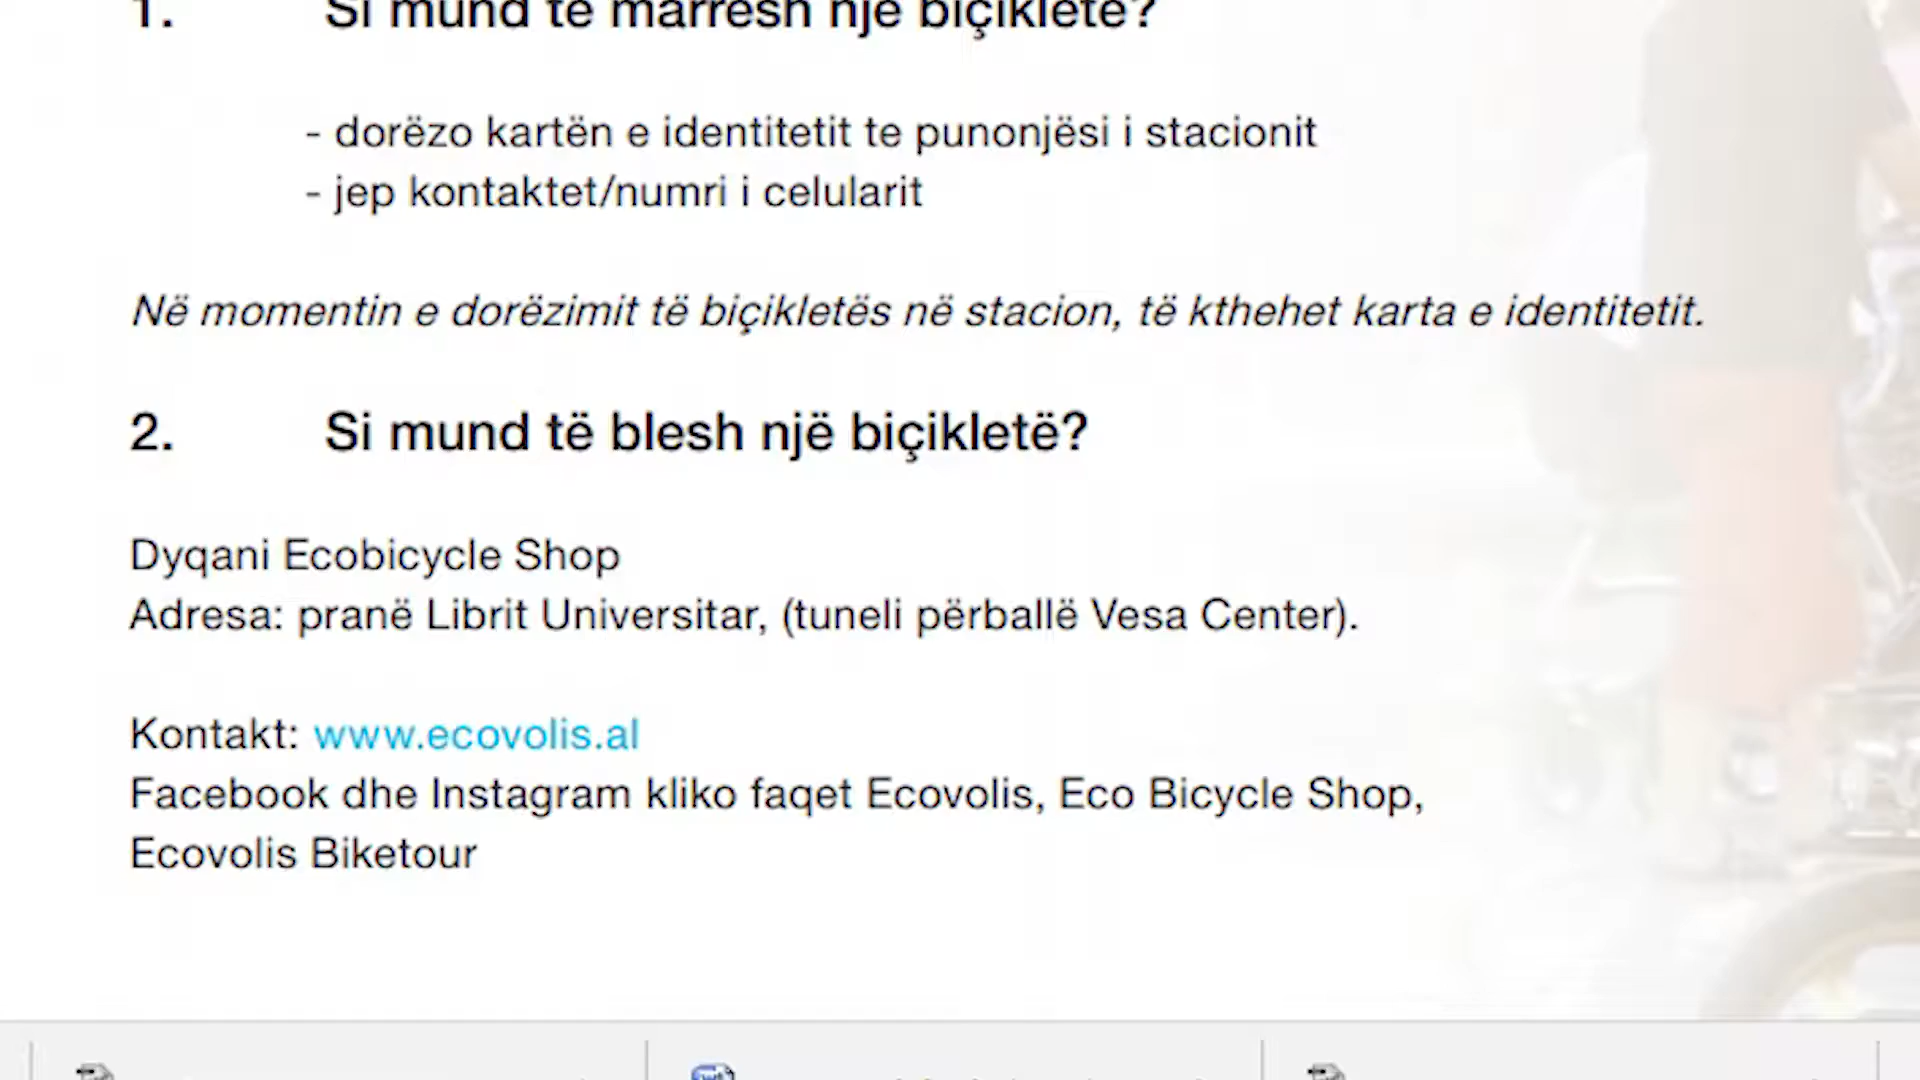 1. Si mund të marrësh një biçikletë?
- dorëzo kartën e identitetit te punonjësi i stacionit
- jep kontaktet/numri i celularit
Në momentin e dorëzimit të biçikletës në stacion, të kthehet karta e identitetit.
2. Si mund të blesh një biçikletë?
Dyqani Ecobicycle Shop
Adresa: pranë Librit Universitar, (tuneli përballë Vesa Center).
Kontakt: www.ecovolis.al
Facebook dhe Instagram kliko faqet Ecovolis, Eco Bicycle Shop,
Ecovolis Biketour